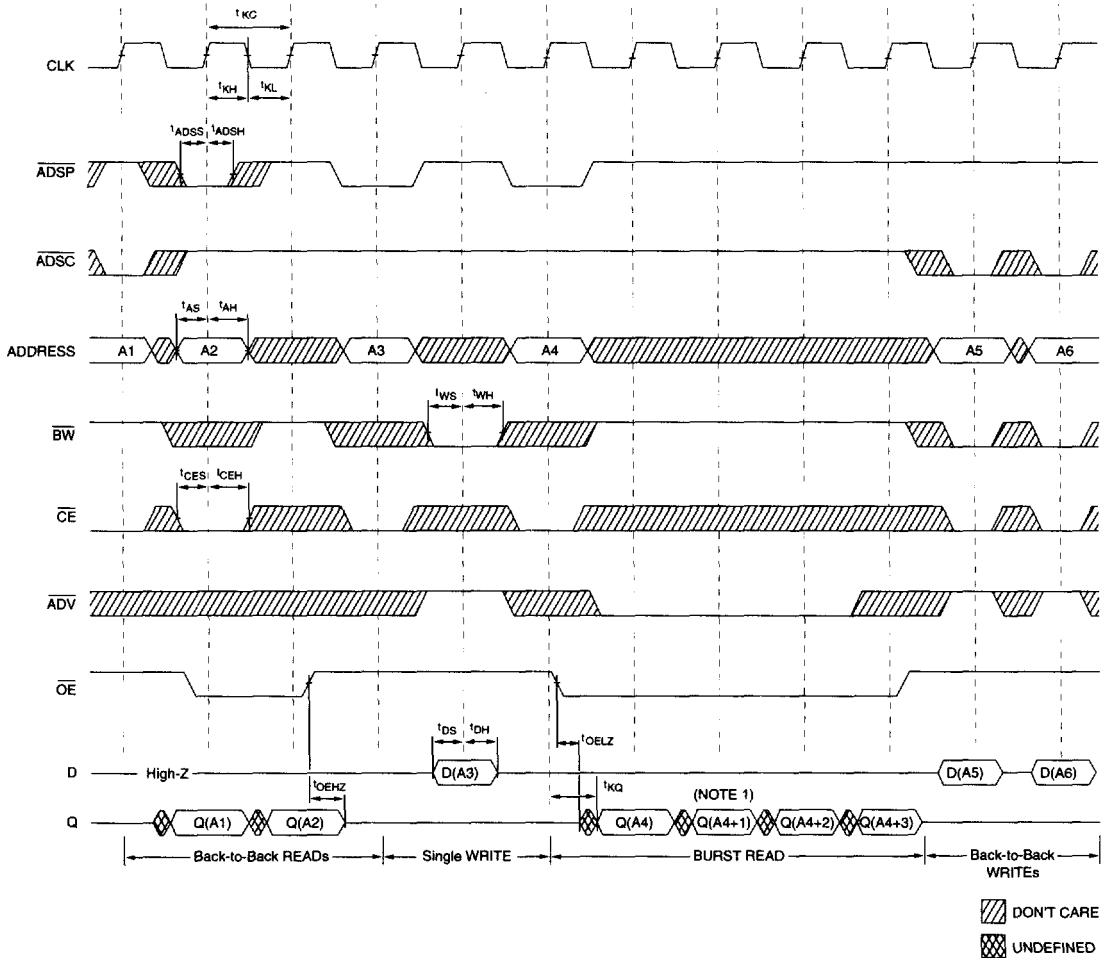 tKC
CLK
tKH tKL
tADSS tADSH
ADSP
ADSC
tAS tAH
ADDRESS A1 A2 A3 A4 A5 A6
tWS tWH
BW
tCES tCEH
CE
ADV
OE
tDS tDH
tOELZ
D High-Z D(A3) D(A5) D(A6)
tOEHZ
tKQ (NOTE 1)
Q Q(A1) Q(A2) Q(A4) Q(A4+1) Q(A4+2) Q(A4+3)
Back-to-Back READs Single WRITE BURST READ Back-to-Back
WRITEs
DON'T CARE
UNDEFINED